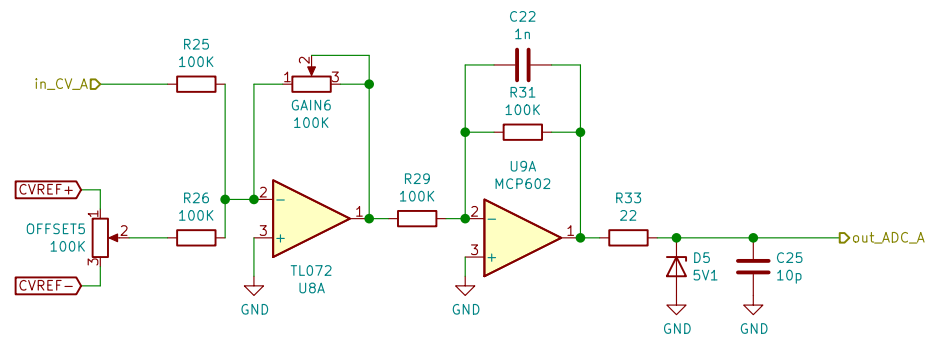 C22
1n
R25
100K
in_CV_A
2
1
3
GAIN6
100K
R31
100K
U9A
MCP602
CVREF+
R26
100K
R29
100K
R33
22
1
OFFSET5
100K
2
3
CVREF-
2
-
3
+
1
TL072
U8A
2
-
3
+
1
out_ADC_A
D5
5V1
C25
10p
GND
GND
GND
GND